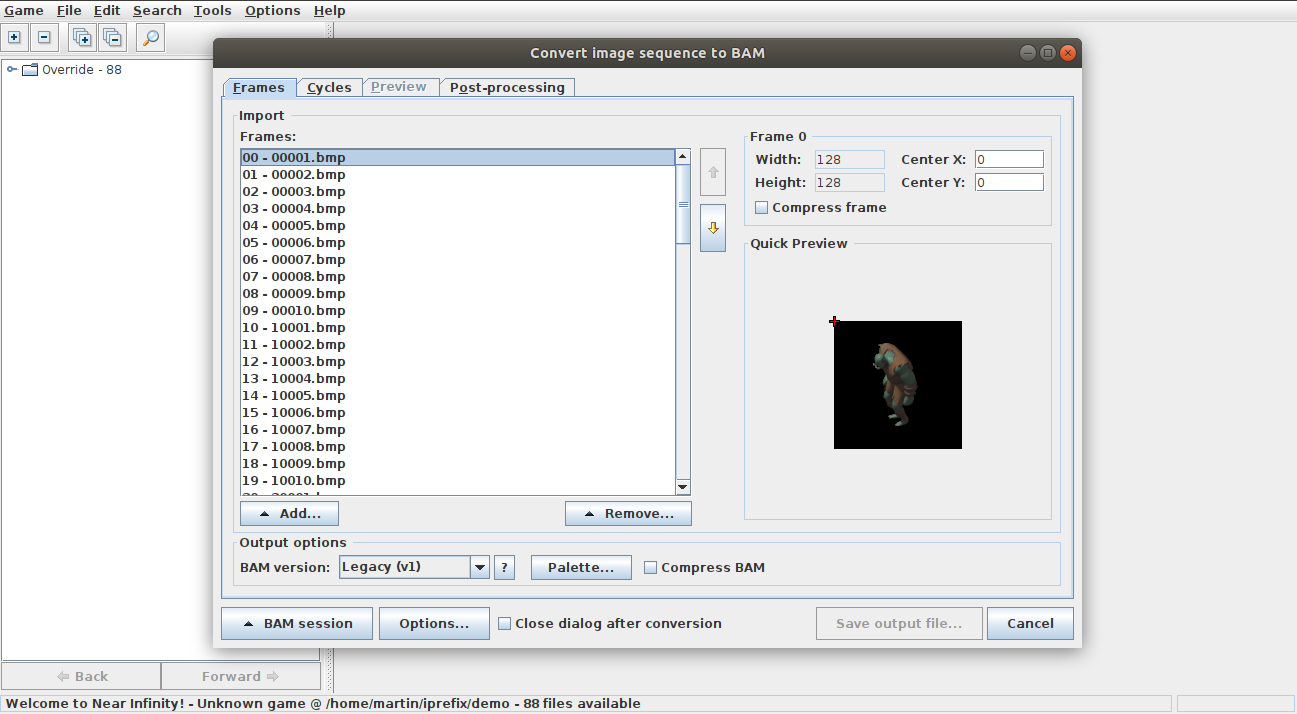 Game File Edit Search Tools Options Help
Convert image sequence to BAM
Override - 88
Frames Cycles Preview Post-processing
Import
Frames:
00 - 00001.bmp
01 - 00002.bmp
02 - 00003.bmp
03 - 00004.bmp
04 - 00005.bmp
05 - 00006.bmp
06 - 00007.bmp
07 - 00008.bmp
08 - 00009.bmp
09 - 00010.bmp
10 - 10001.bmp
11 - 10002.bmp
12 - 10003.bmp
13 - 10004.bmp
14 - 10005.bmp
15 - 10006.bmp
16 - 10007.bmp
17 - 10008.bmp
18 - 10009.bmp
19 - 10010.bmp
Add... Remove...
Frame 0
Width: 128 Center X: 0
Height: 128 Center Y: 0
Compress frame
Quick Preview
Output options
BAM version: Legacy (v1) ? Palette... Compress BAM
BAM session Options... Close dialog after conversion Save output file... Cancel
Back Forward
Welcome to Near Infinity! - Unknown game @ /home/martin/iprefix/demo - 88 files available